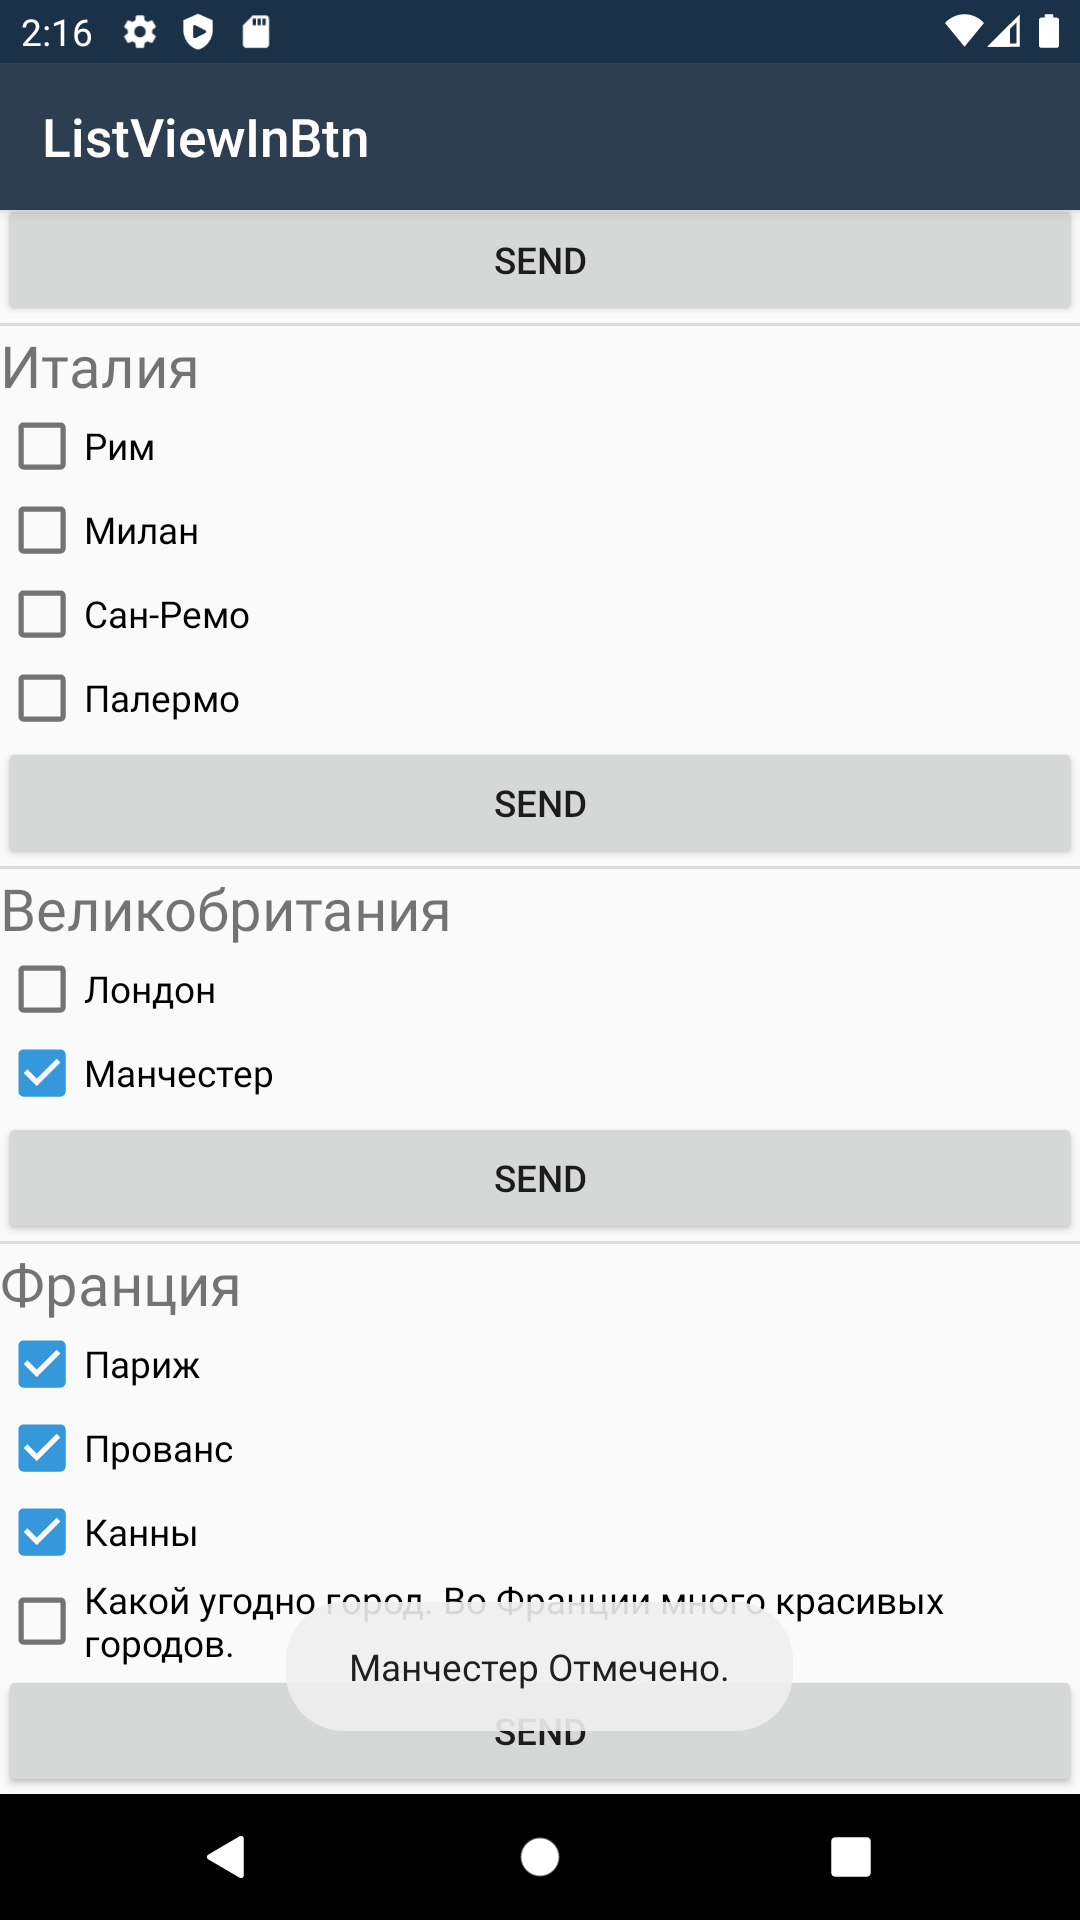 2:16
ListViewInBtn
SEND
Италия
Рим
Милан
Сан-Ремо
Палермо
SEND
Великобритания
Лондон
Манчестер
SEND
Франция
Париж
Прованс
Канны
Какой угодно город. Во Франции много красивых
городов.
Манчестер Отмечено.
SEND